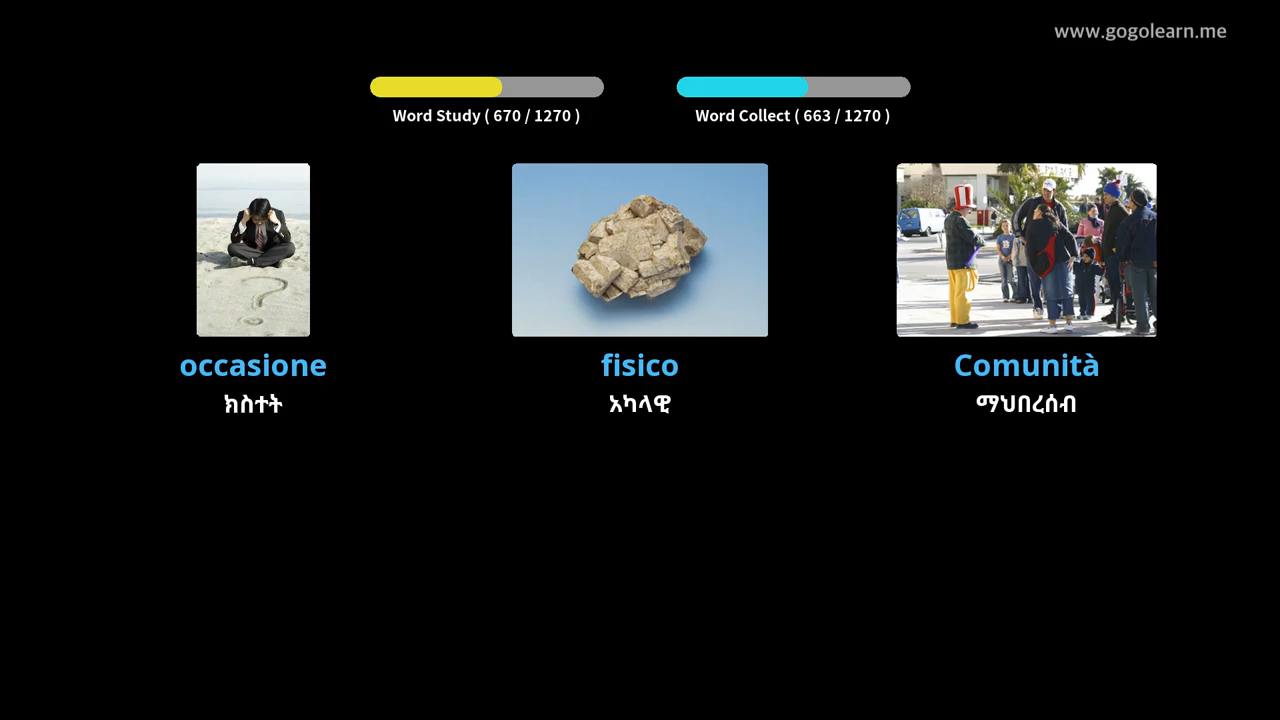 www.gogolearn.me
Word Study ( 670 / 1270 )
Word Collect ( 663 / 1270 )
occasione
fisico
Comunità
ክስተት
አካላዊ
ማህበረሰብ